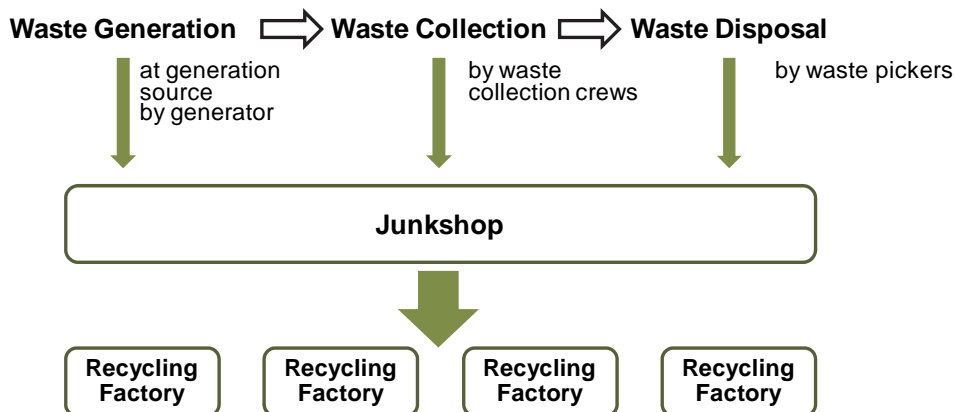 Waste Generation Waste Collection Waste Disposal
at generation
source
by generator
by waste
collection crews
by waste pickers
Junkshop
Recycling
Factory
Recycling
Factory
Recycling
Factory
Recycling
Factory